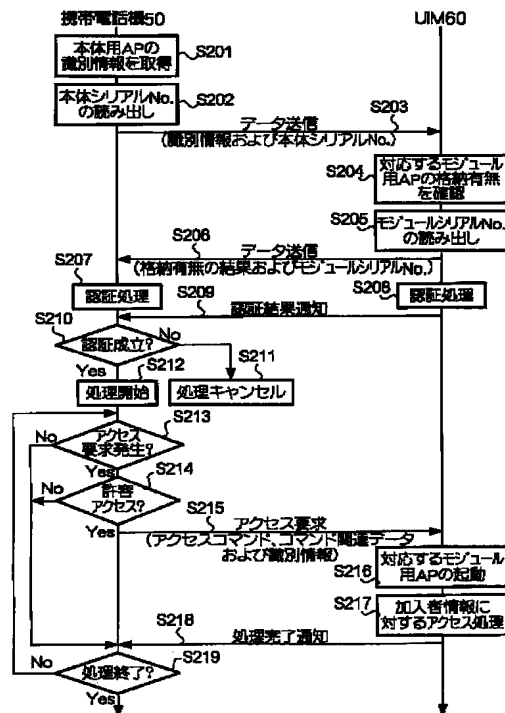 携帯電話機50
UIM60
本体用APの
識別情報を取得
S201
本体シリアルNo.
の読み出し
S202
データ送信
S203
(識別情報および本体シリアルNo.)
S204
対応するモジュール
用APの格納有無
を確認
S205
モジュールシリアルNo.
の読み出し
S206
データ送信
(格納有無の結果およびモジュールシリアルNo.)
S207
認証処理
S208
認証処理
S209
認証結果通知
S210
認証成立?
No
Yes
S211
処理キャンセル
S212
処理開始
S213
アクセス
要求発生?
No
Yes
S214
許容
アクセス?
No
Yes
S215
アクセス要求
(アクセスコマンド、コマンド関連データ
および識別情報)
S216
対応するモジュール
用APの起動
S217
加入者情報に
対するアクセス処理
S218
処理完了通知
S219
処理終了?
No
Yes